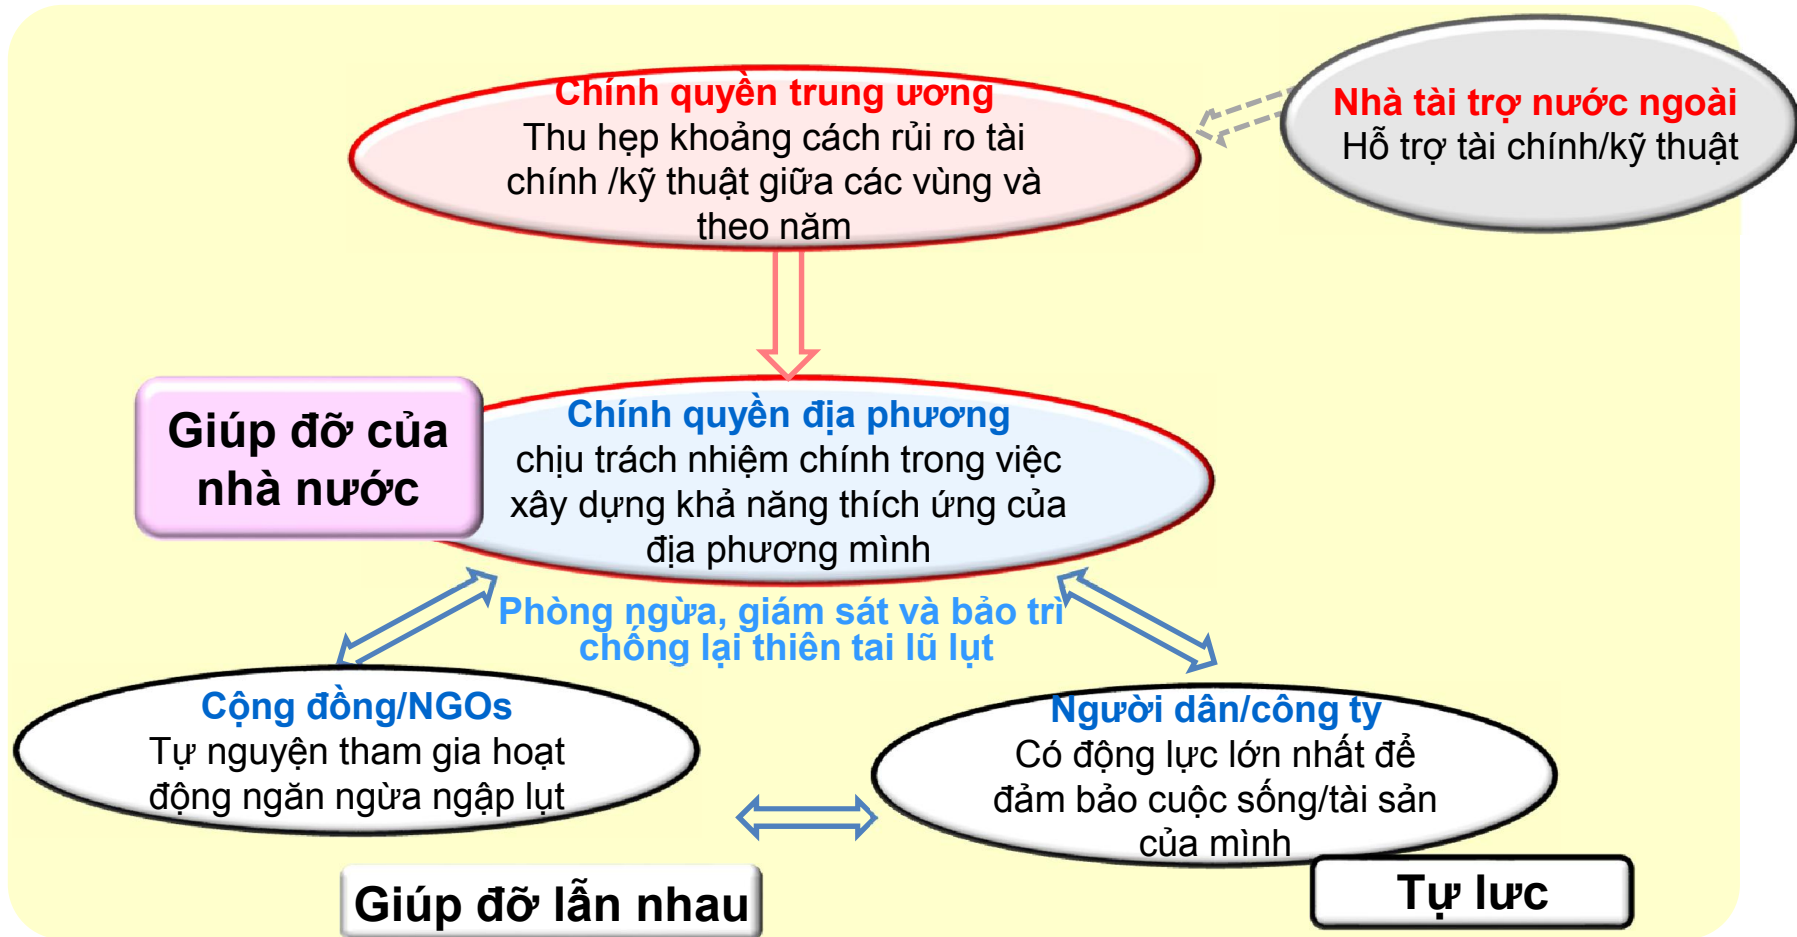 Chính quyền trung ương
Thu hẹp khoảng cách rủi ro tài
chính /kỹ thuật giữa các vùng và
theo năm
Nhà tài trợ nước ngoài
Hỗ trợ tài chính/kỹ thuật
Giúp đỡ của
nhà nước
Chính quyền địa phương
chịu trách nhiệm chính trong việc
xây dựng khả năng thích ứng của
địa phương mình
Phòng ngừa, giám sát và bảo trì
chống lại thiên tai lũ lụt
Cộng đồng/NGOs
Tự nguyện tham gia hoạt
động ngăn ngừa ngập lụt
Người dân/công ty
Có động lực lớn nhất để
đảm bảo cuộc sống/tài sản
của mình
Giúp đỡ lẫn nhau
Tự lưc